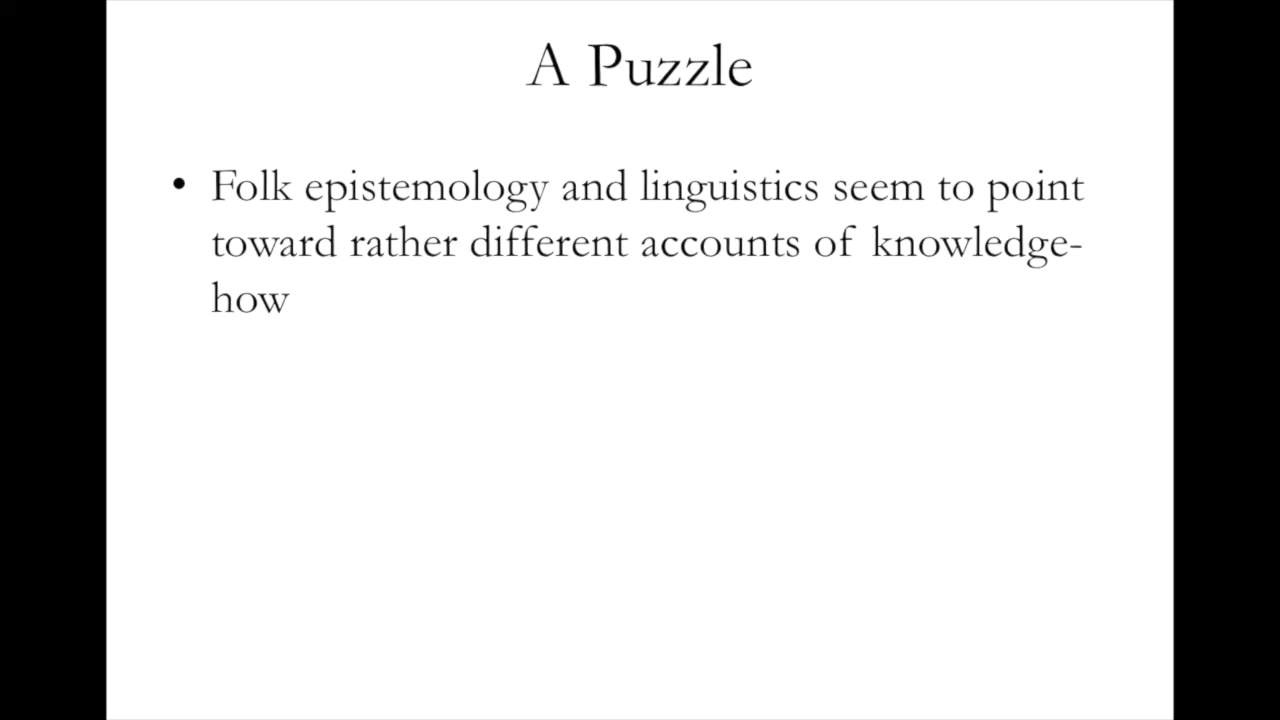 A Puzzle
• Folk epistemology and linguistics seem to point
toward rather different accounts of knowledge-
how